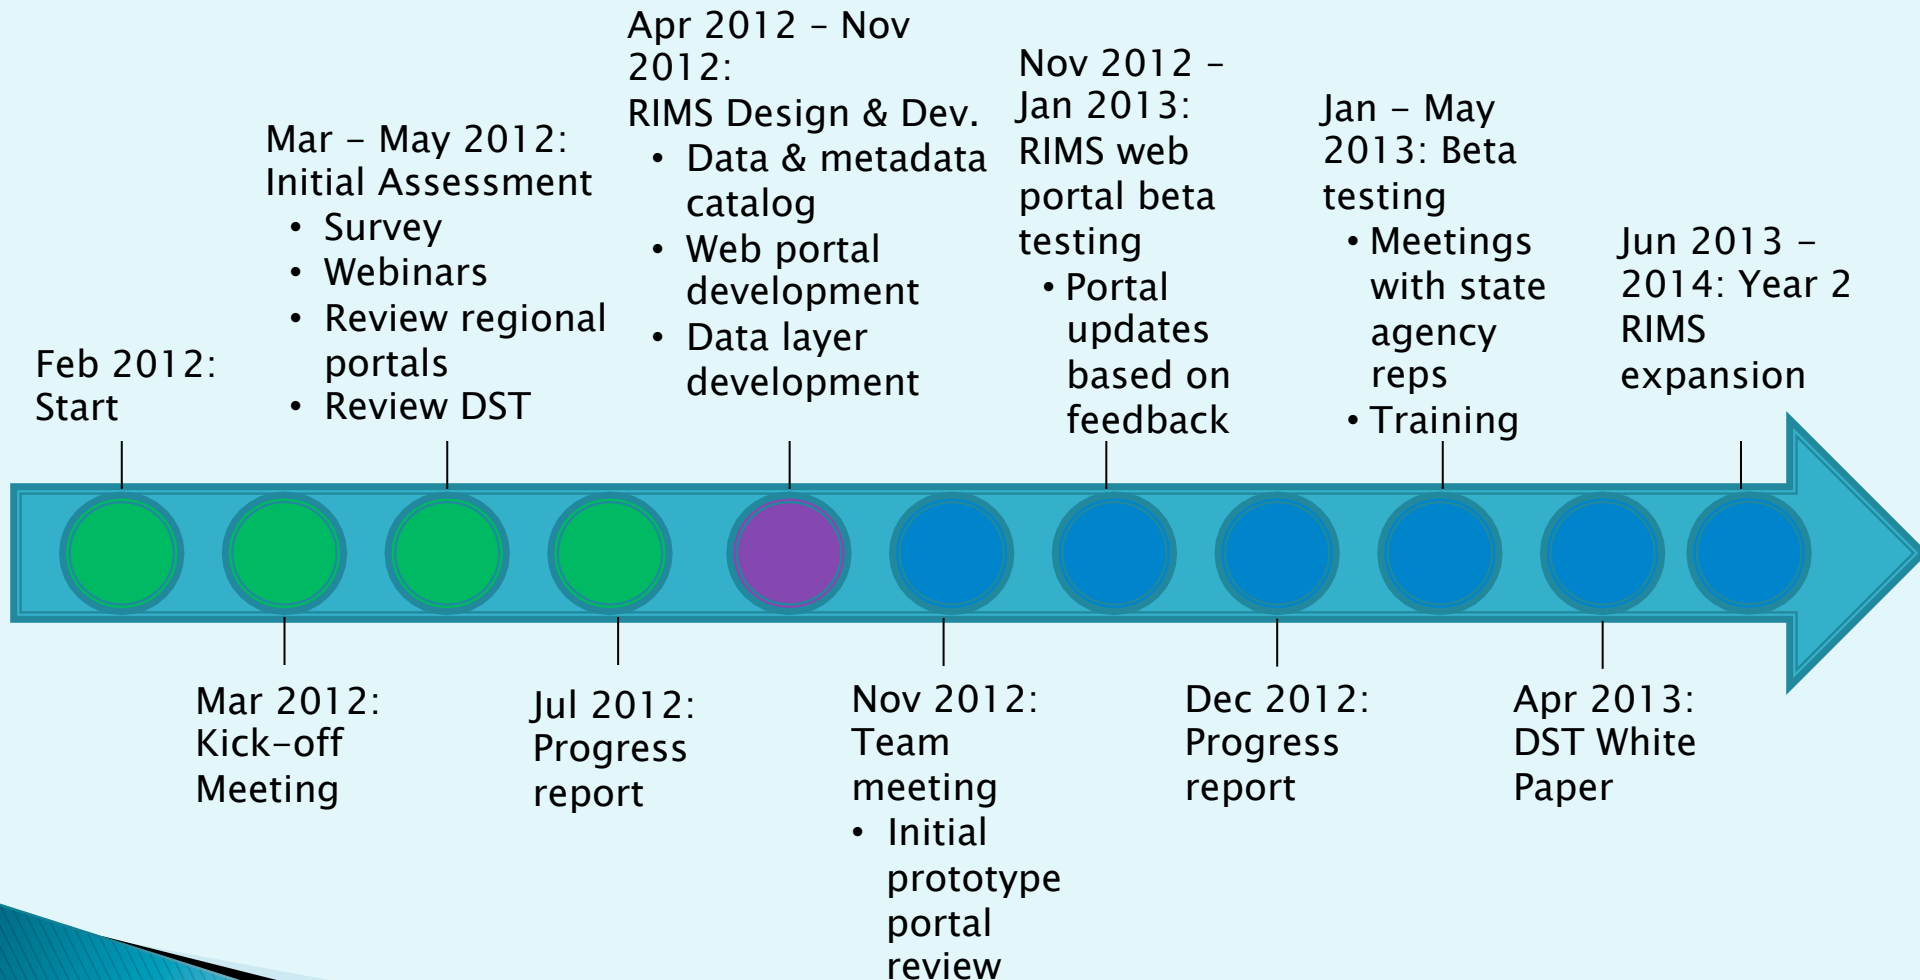 Feb 2012:
Start
Mar – May 2012:
Initial Assessment
• Survey
• Webinars
• Review regional
portals
• Review DST
Apr 2012 – Nov
2012:
RIMS Design & Dev.
• Data & metadata
catalog
• Web portal
development
• Data layer
development
Nov 2012 –
Jan 2013:
RIMS web
portal beta
testing
• Portal
updates
based on
feedback
Jan – May
2013: Beta
testing
• Meetings
with state
agency
reps
• Training
Jun 2013 –
2014: Year 2
RIMS
expansion
Mar 2012:
Kick-off
Meeting
Jul 2012:
Progress
report
Nov 2012:
Team
meeting
• Initial
prototype
portal
review
Dec 2012:
Progress
report
Apr 2013:
DST White
Paper